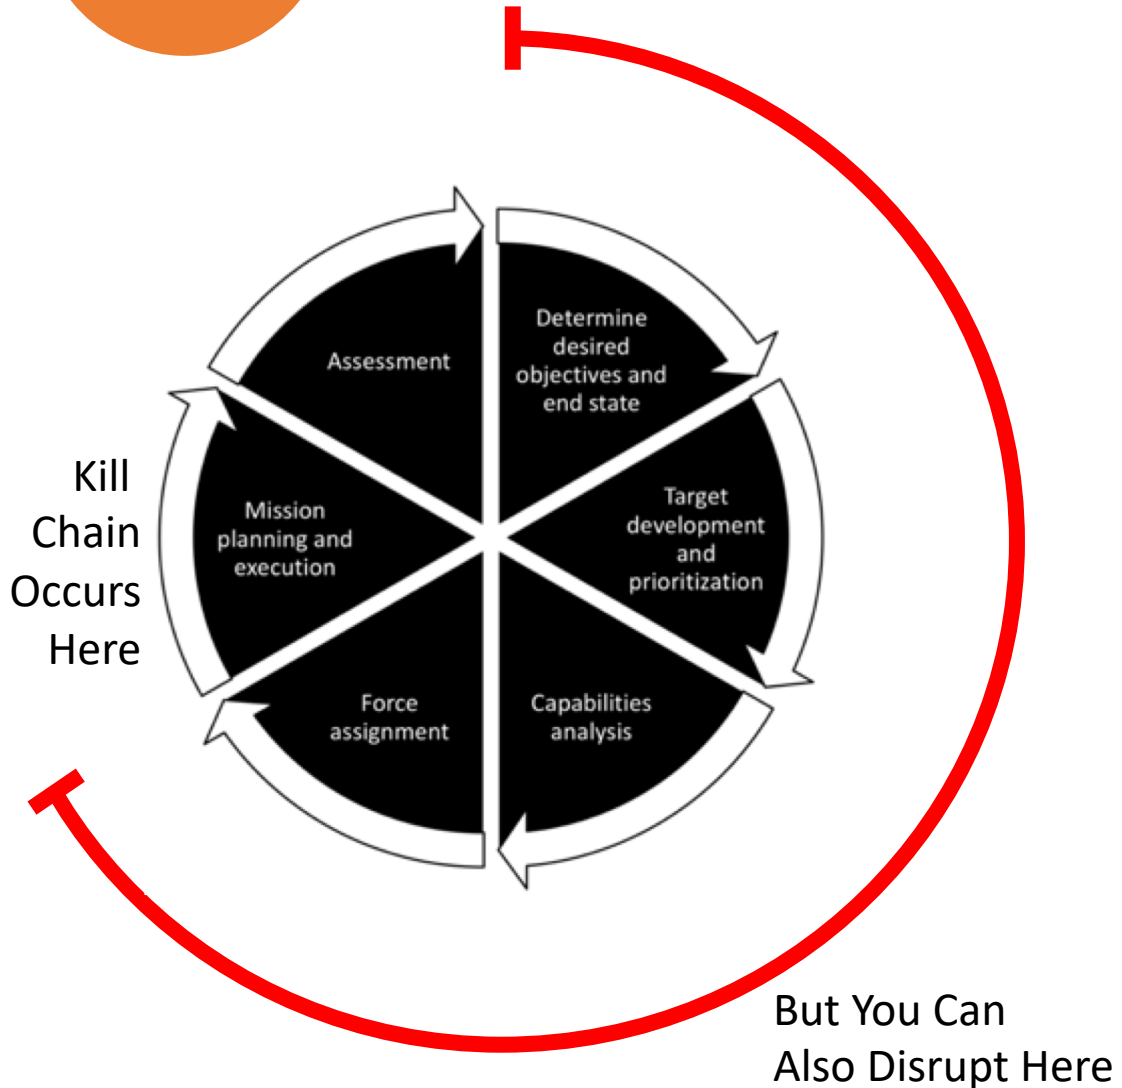 Assessment
Determine
desired
objectives and
end state
Target
development
and
prioritization
Capabilities
analysis
Force
assignment
Mission
planning and
execution
Kill
Chain
Occurs
Here
But You Can
Also Disrupt Here